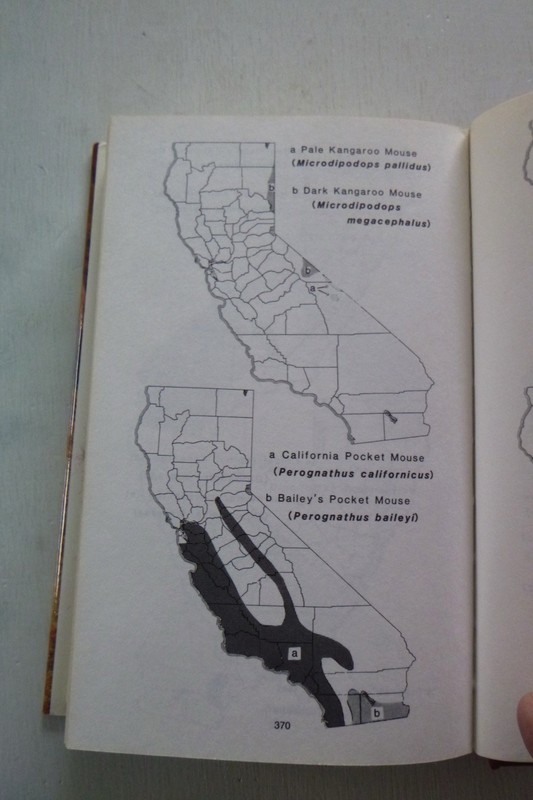 a Pale Kangaroo Mouse
(Microdipodops pallidus)
b Dark Kangaroo Mouse
(Microdipodops
megacephalus)
b
b
a
a California Pocket Mouse
(Perognathus californicus)
b Bailey's Pocket Mouse
(Perognathus baileyi)
a
b
370